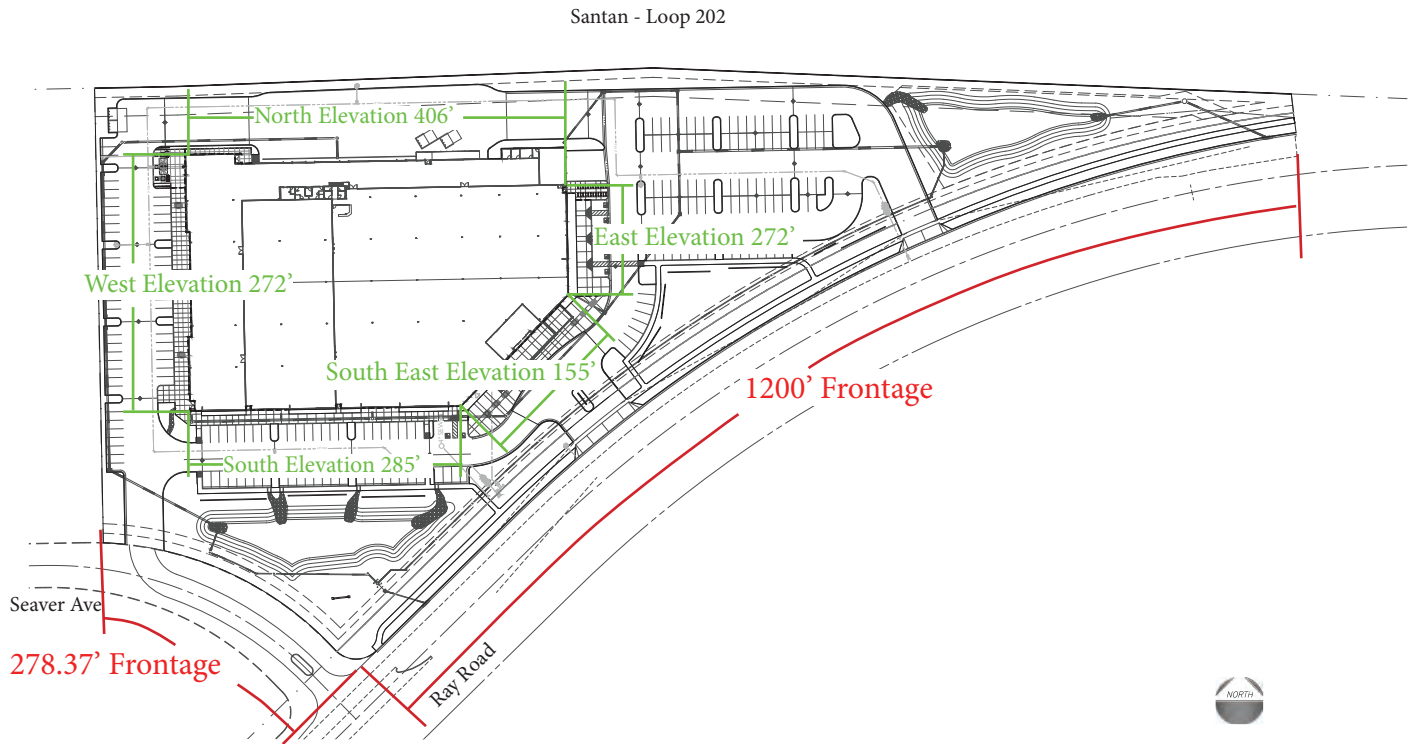 Santan - Loop 202
North Elevation 406’
East Elevation 272’
West Elevation 272’
South East Elevation 155’
1200’ Frontage
South Elevation 285’
Seaver Ave
278.37’ Frontage
Ray Road
NORTH